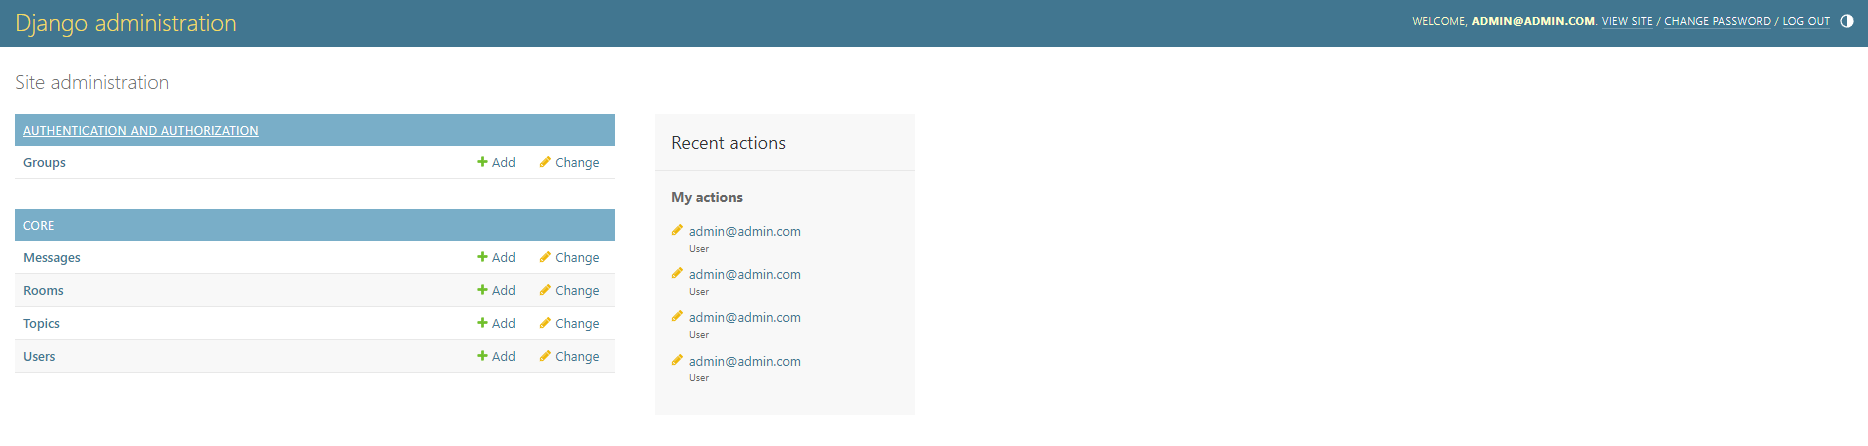 Django administration
WELCOME, ADMIN@ADMIN.COM. VIEW SITE / CHANGE PASSWORD / LOG OUT
Site administration
AUTHENTICATION AND AUTHORIZATION
Groups Add Change
CORE
Messages Add Change
Rooms Add Change
Topics Add Change
Users Add Change
Recent actions
My actions
admin@admin.com
User
admin@admin.com
User
admin@admin.com
User
admin@admin.com
User